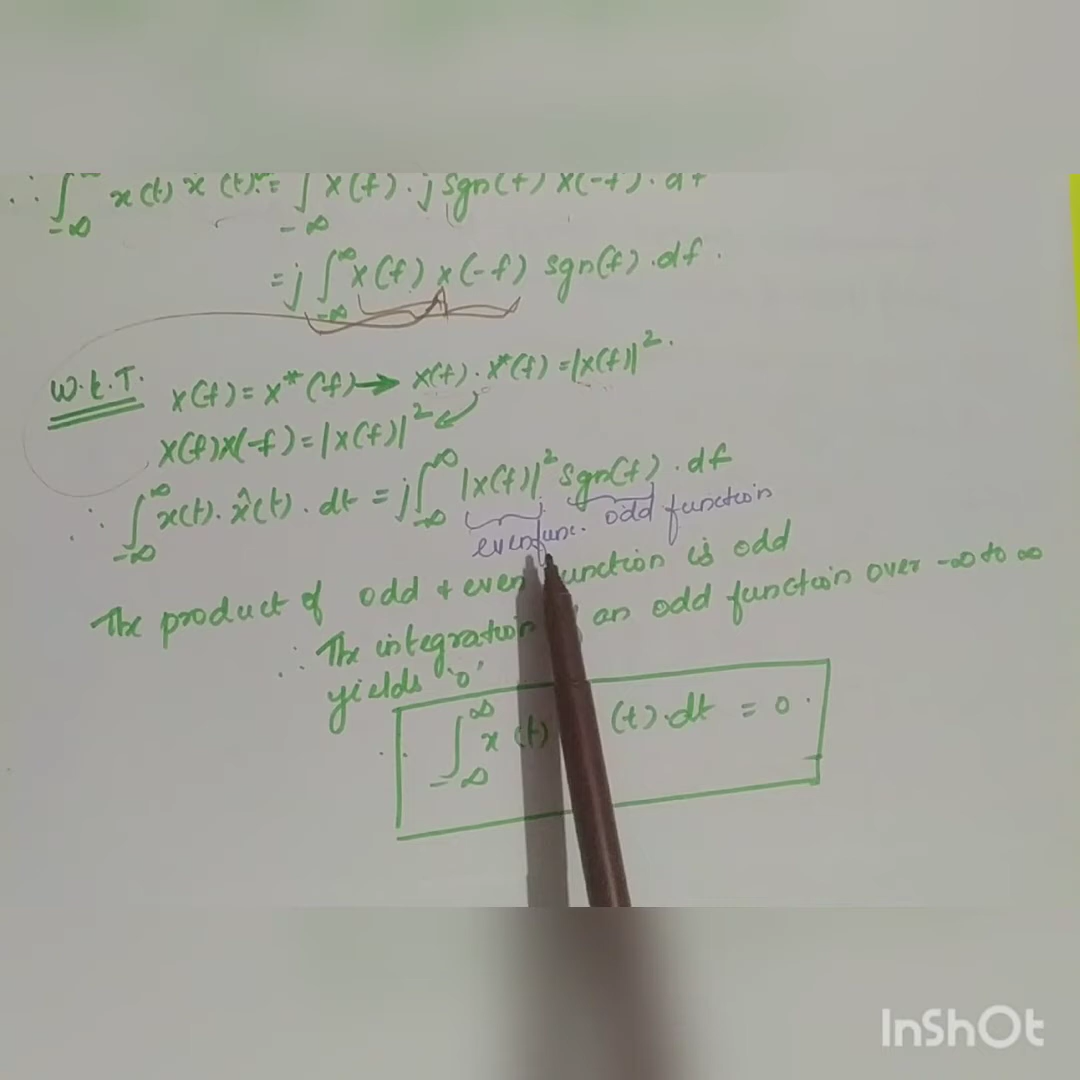 ∴ ∫_{-∞}^{∞} x(t) x̂(t) = ∫_{-∞} X(f) · j sgn(f) X(-f) · df
= j ∫_{-∞}^{∞} X(f) X(-f) sgn(f) · df ·
W.k.T. X(f) = X*(f) → X(f) · X*(f) = |X(f)|² ·
X(f)X(-f) = |X(f)|²
∴ ∫_{-∞}^{∞} x(t) · x̂(t) · dt = j ∫_{-∞}^{∞} |X(f)|² sgn(f) · df
even func. odd function
The product of odd & even function is odd
∴ The integration an odd function over -∞ to ∞
yields '0'
∴ ∫_{-∞}^{∞} x(t) (t) · dt = 0 ·
InShOt